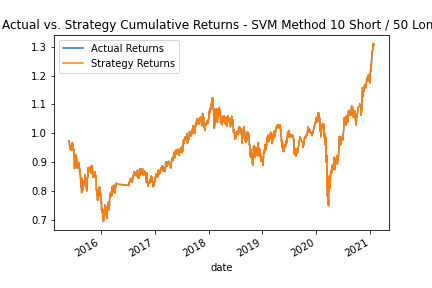 Actual vs. Strategy Cumulative Returns - SVM Method 10 Short / 50 Lon
Actual Returns
Strategy Returns
1.3
1.2
1.1
1.0
0.9
0.8
0.7
2016 2017 2018 2019 2020 2021
date